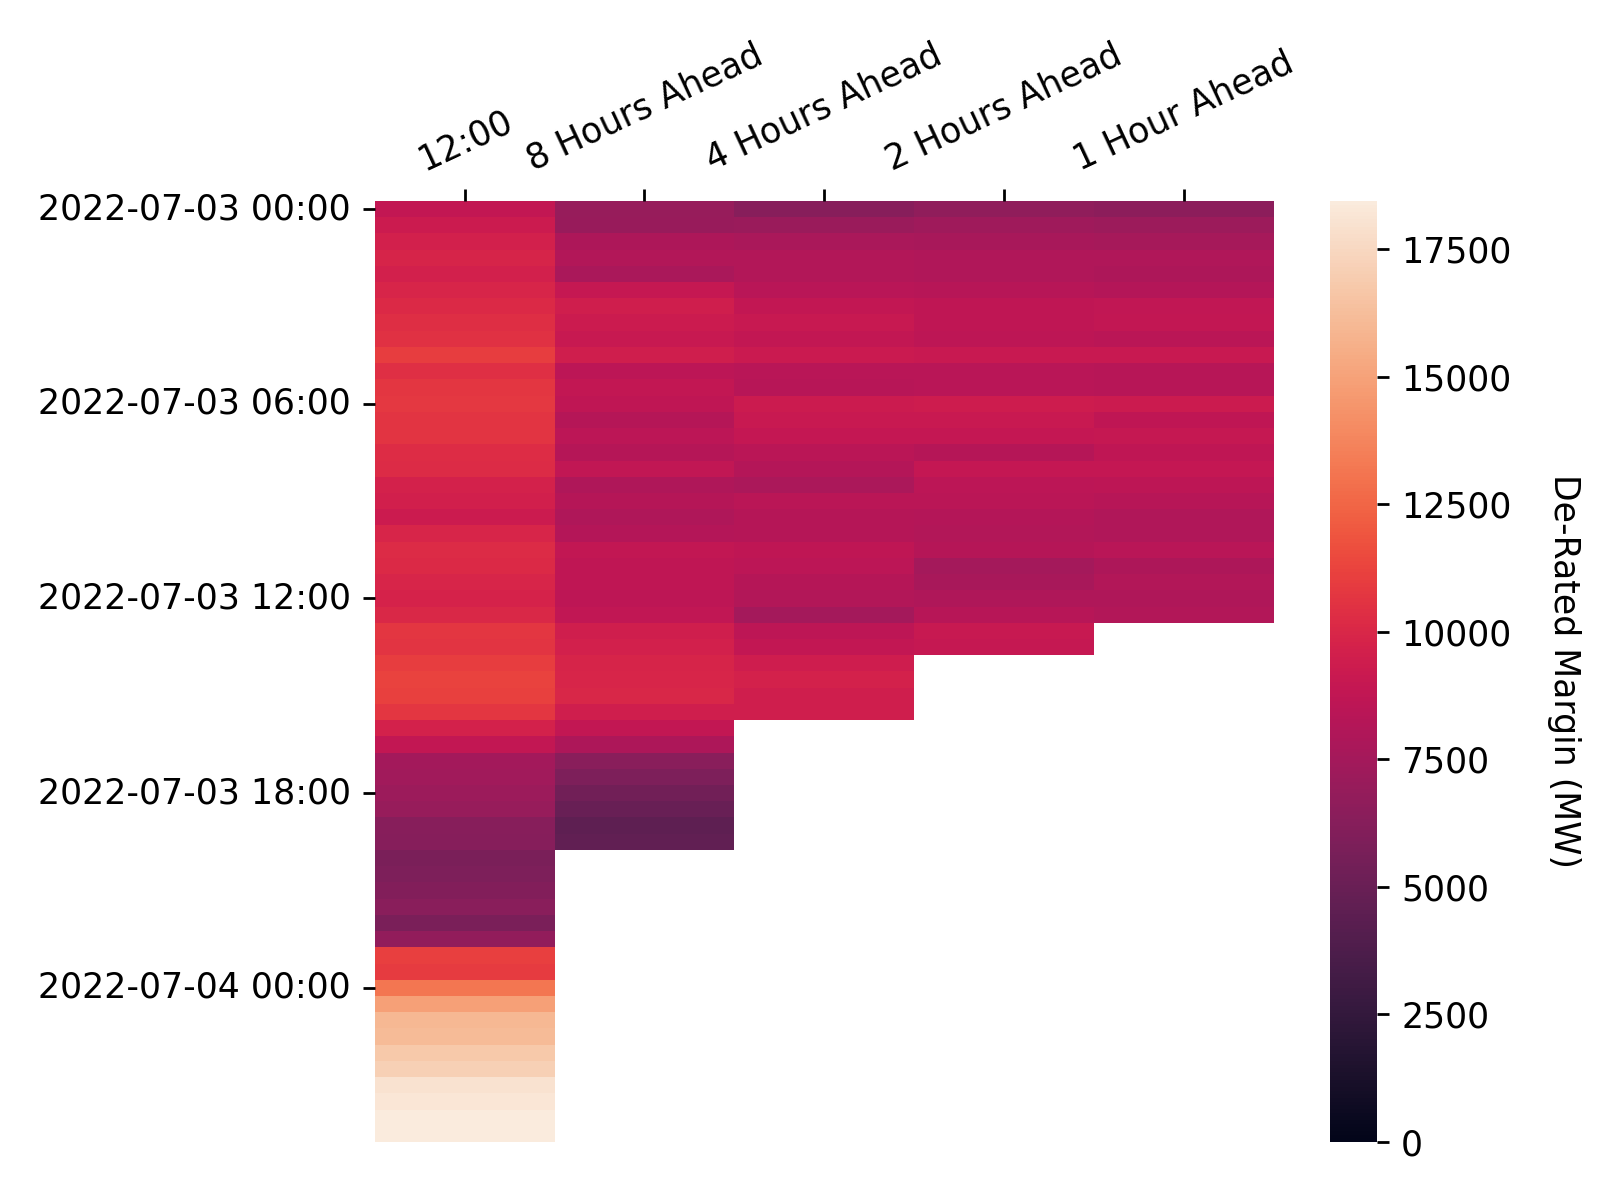 12:00
8 Hours Ahead
4 Hours Ahead
2 Hours Ahead
1 Hour Ahead
2022-07-03 00:00
2022-07-03 06:00
2022-07-03 12:00
2022-07-03 18:00
2022-07-04 00:00
17500
15000
12500
10000
7500
5000
2500
0
De-Rated Margin (MW)